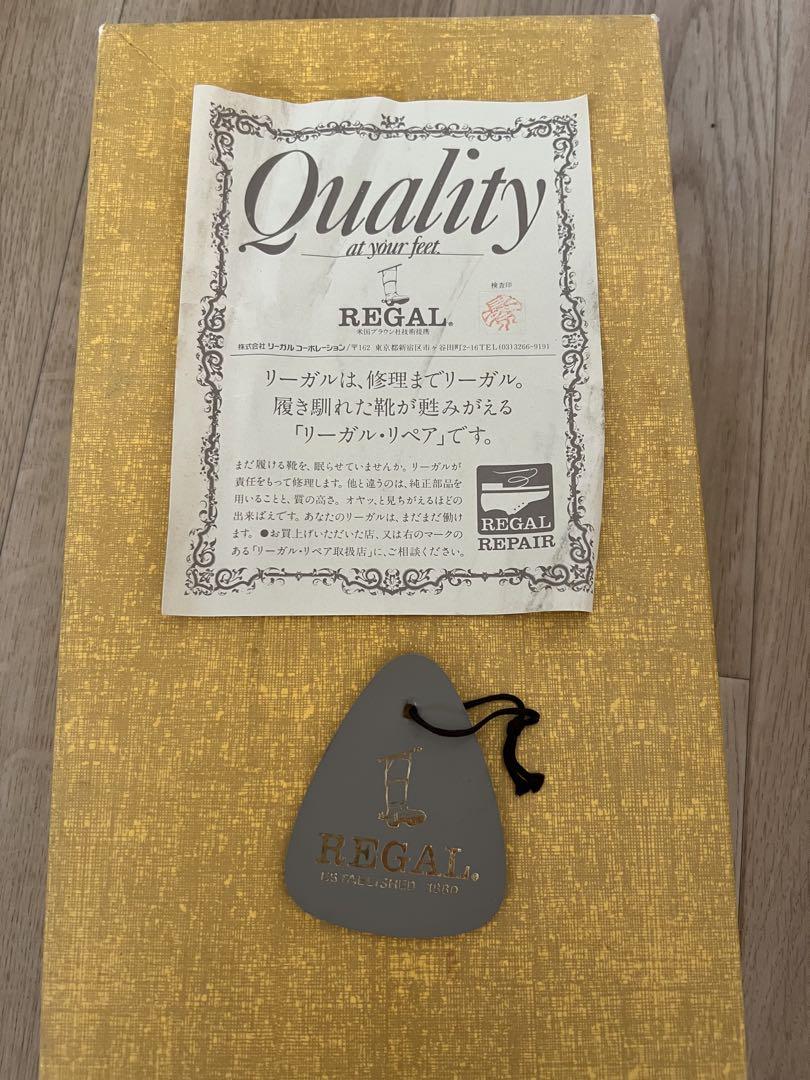 Quality
at your feet.
検査印
REGAL®
米国ブラウン社技術提携
株式会社 リーガル コーポレーション/〒162 東京都新宿区市ヶ谷田町2-16 TEL(03)3266-9191
リーガルは、修理までリーガル。
履き馴れた靴が甦みがえる
「リーガル・リペア」です。
まだ履ける靴を、眠らせていませんか。リーガルが
責任をもって修理します。他と違うのは、純正部品を
用いることと、質の高さ。オヤッ、と見ちがえるほどの
出来ばえです。あなたのリーガルは、まだまだ働け
ます。●お買上げいただいた店、又は右のマークの
ある「リーガル・リペア取扱店」に、ご相談ください。
REGAL
REPAIR
REGAL®
ESTABLISHED 1880